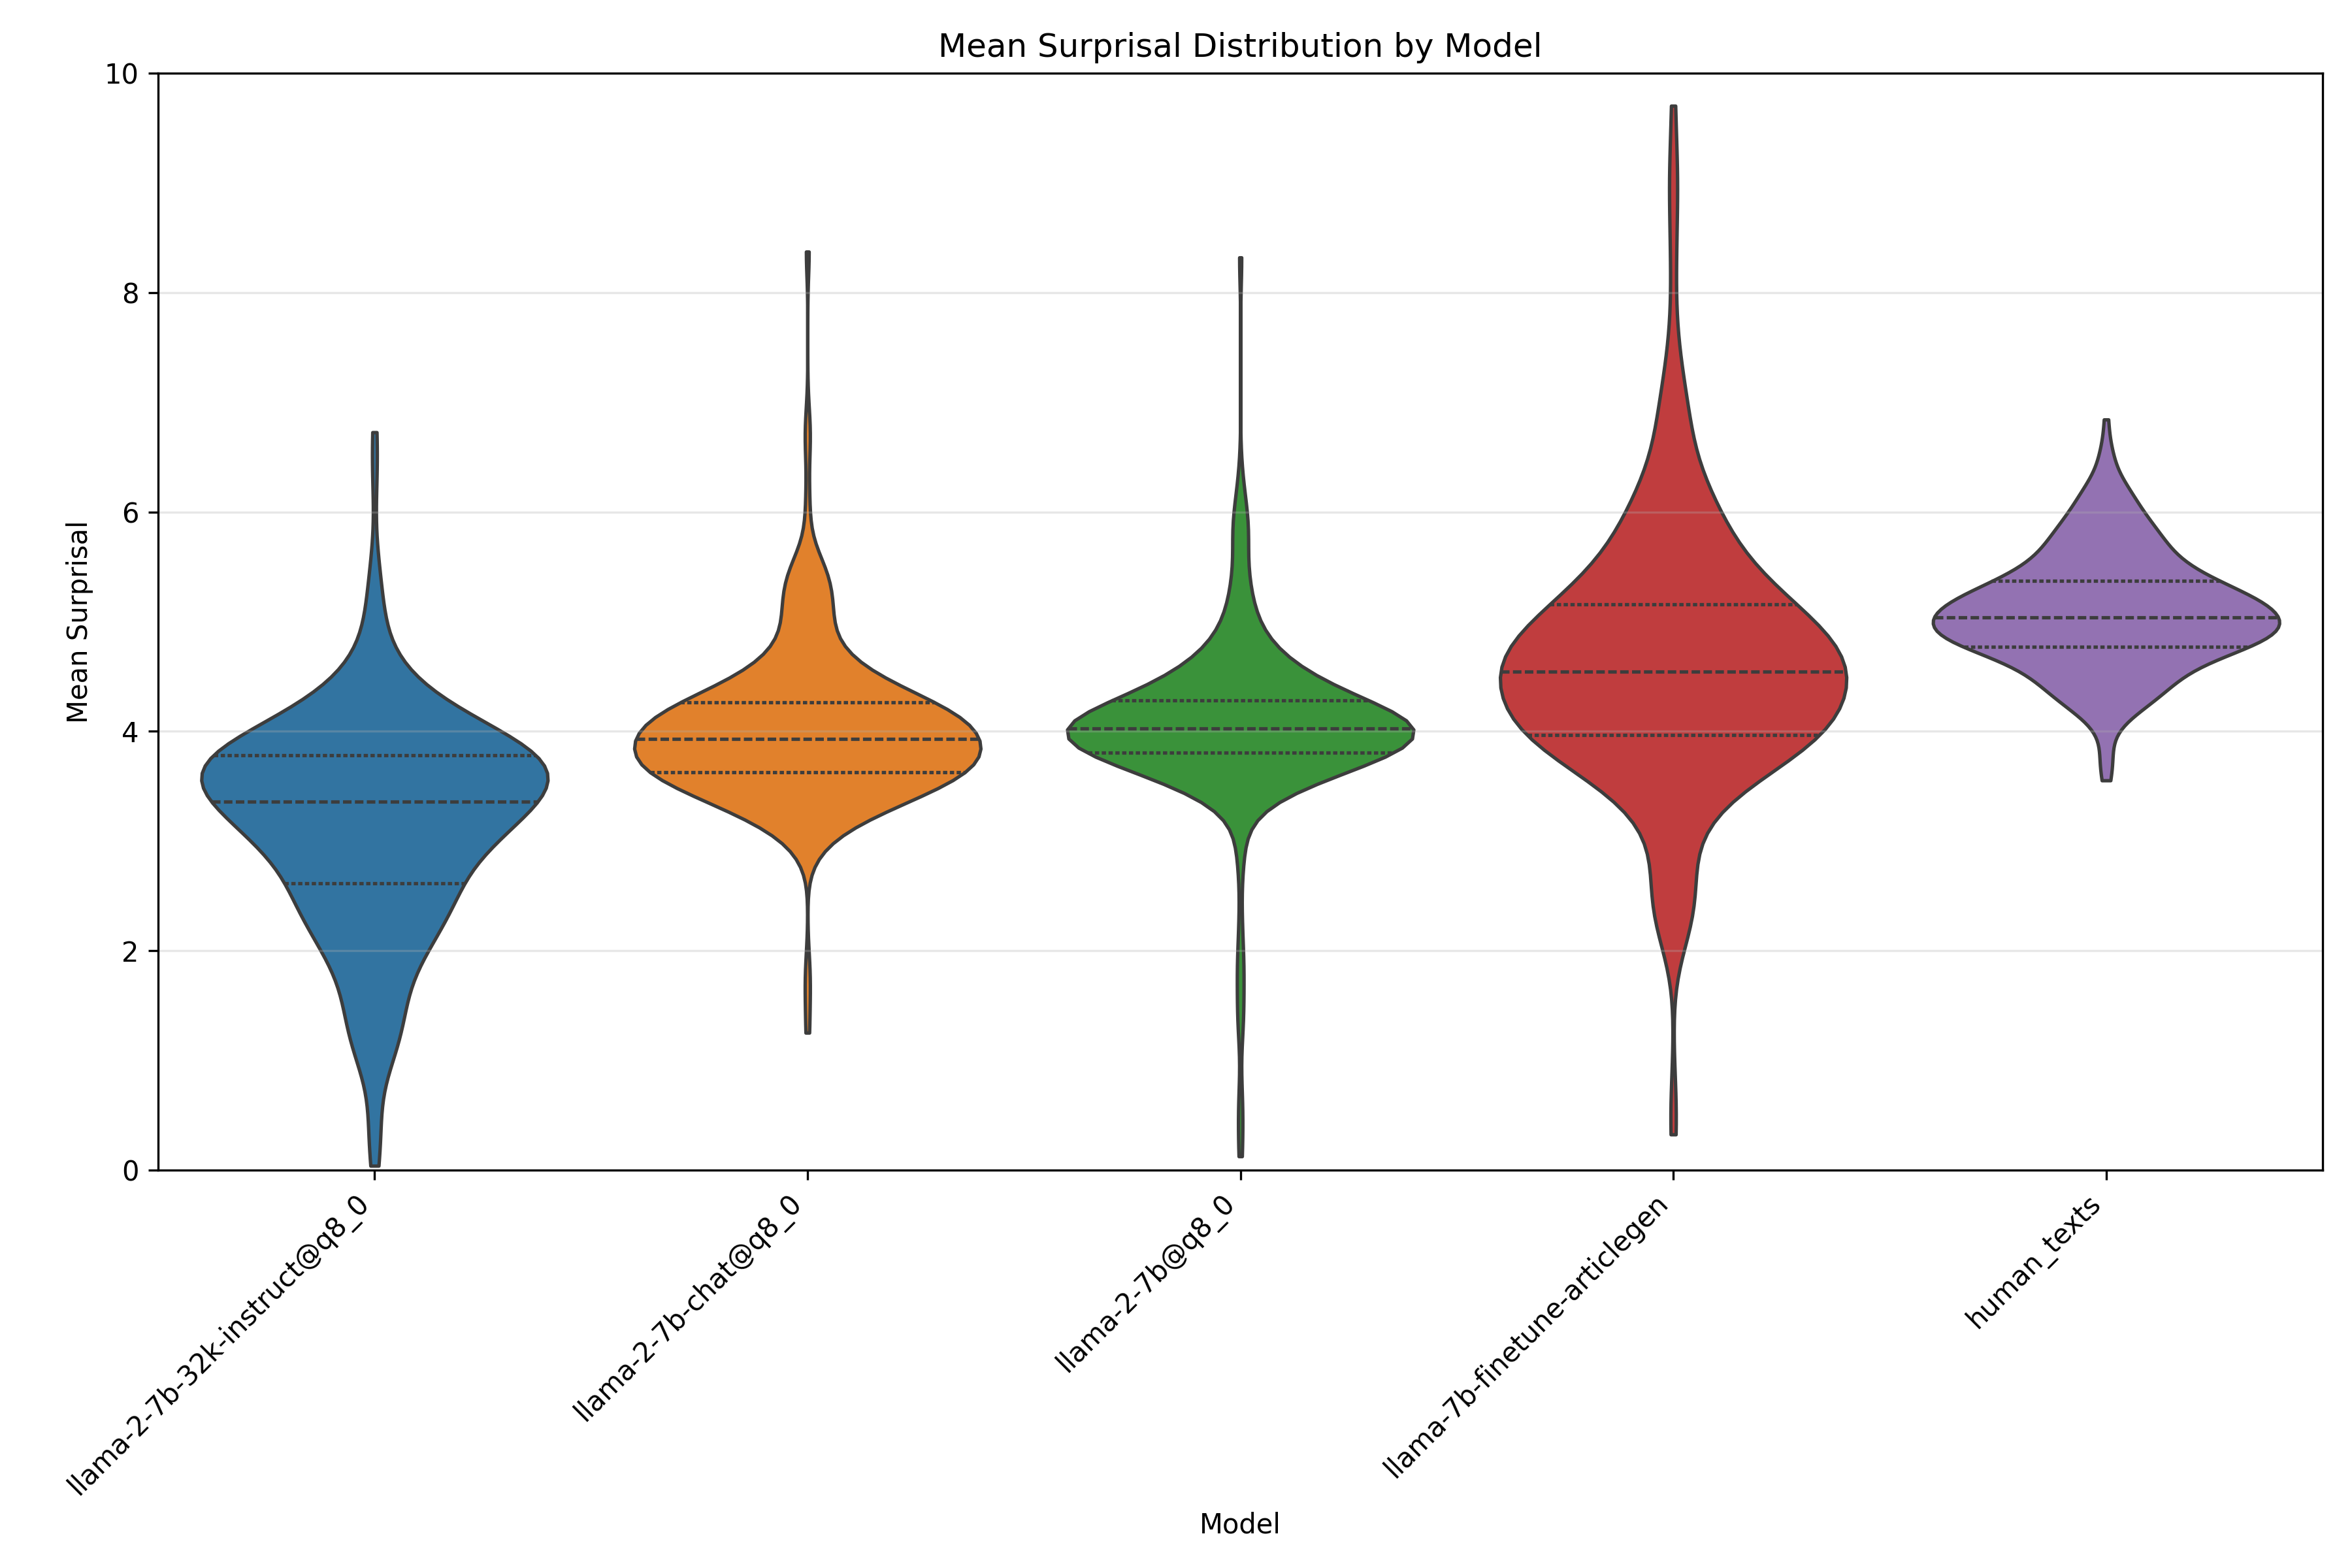 Mean Surprisal Distribution by Model
Mean Surprisal
10
8
6
4
2
0
llama-2-7b-32k-instruct@q8_0
llama-2-7b-chat@q8_0
llama-2-7b@q8_0
llama-7b-finetune-articlegen
human_texts
Model